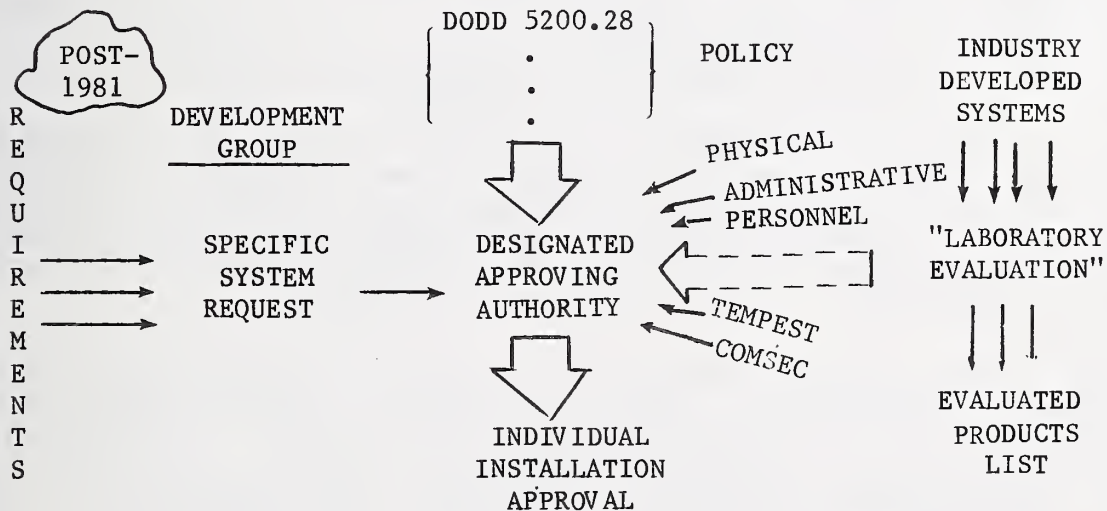 POST-
1981
REQUIREMENTS
DEVELOPMENT
GROUP
SPECIFIC
SYSTEM
REQUEST
DODD 5200.28
POLICY
DESIGNATED
APPROVING
AUTHORITY
PHYSICAL
ADMINISTRATIVE
PERSONNEL
TEMPEST
COMSEC
INDIVIDUAL
INSTALLATION
APPROVAL
INDUSTRY
DEVELOPED
SYSTEMS
"LABORATORY
EVALUATION"
EVALUATED
PRODUCTS
LIST